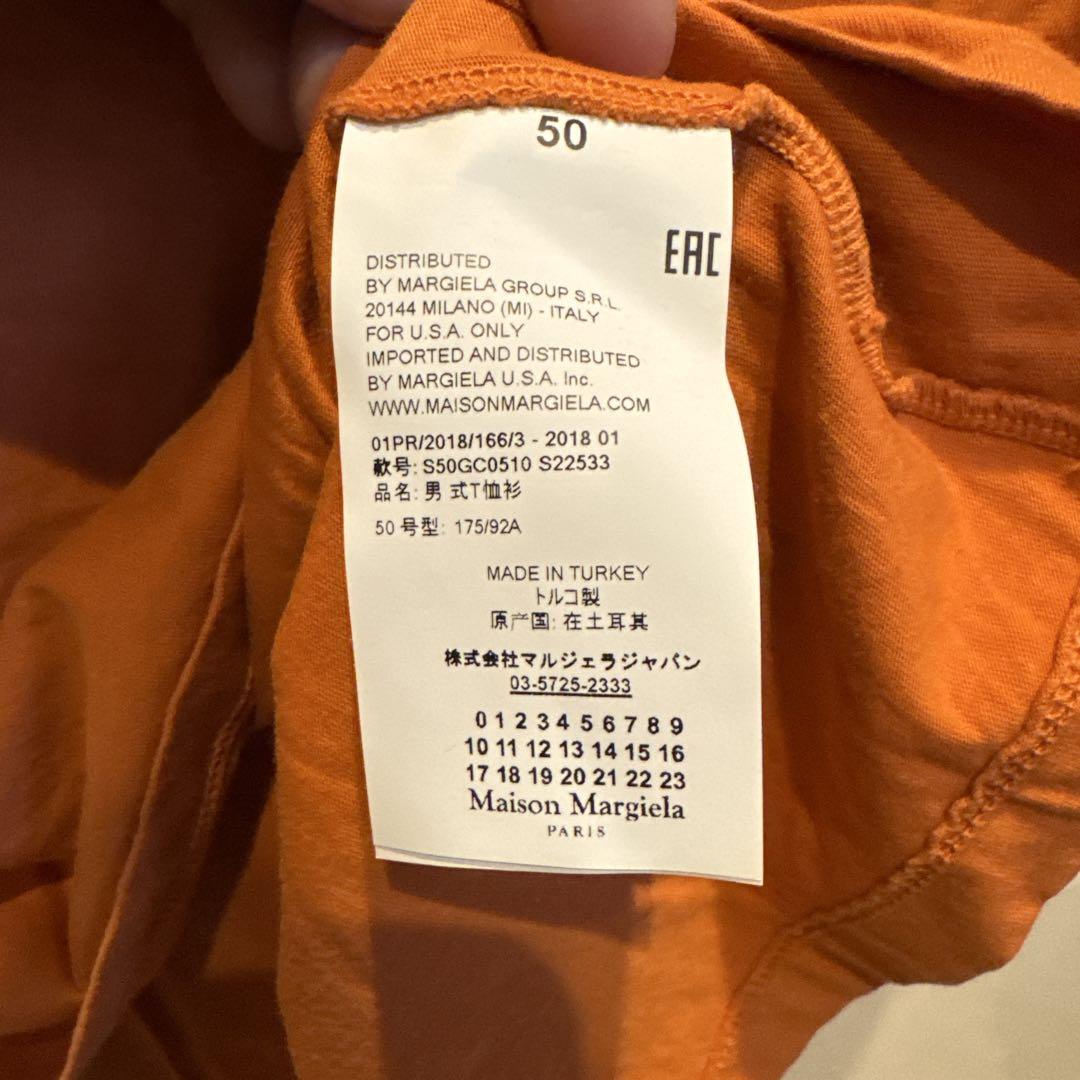 50
EAC
DISTRIBUTED
BY MARGIELA GROUP S.R.L.
20144 MILANO (MI) - ITALY
FOR U.S.A. ONLY
IMPORTED AND DISTRIBUTED
BY MARGIELA U.S.A. Inc.
WWW.MAISONMARGIELA.COM
01PR/2018/166/3 - 2018 01
款号: S50GC0510 S22533
品名: 男 式T恤衫
50 号型: 175/92A
MADE IN TURKEY
トルコ製
原产国: 在土耳其
株式会社マルジェラジャパン
03-5725-2333
0 1 2 3 4 5 6 7 8 9
10 11 12 13 14 15 16
17 18 19 20 21 22 23
Maison Margiela
PARIS